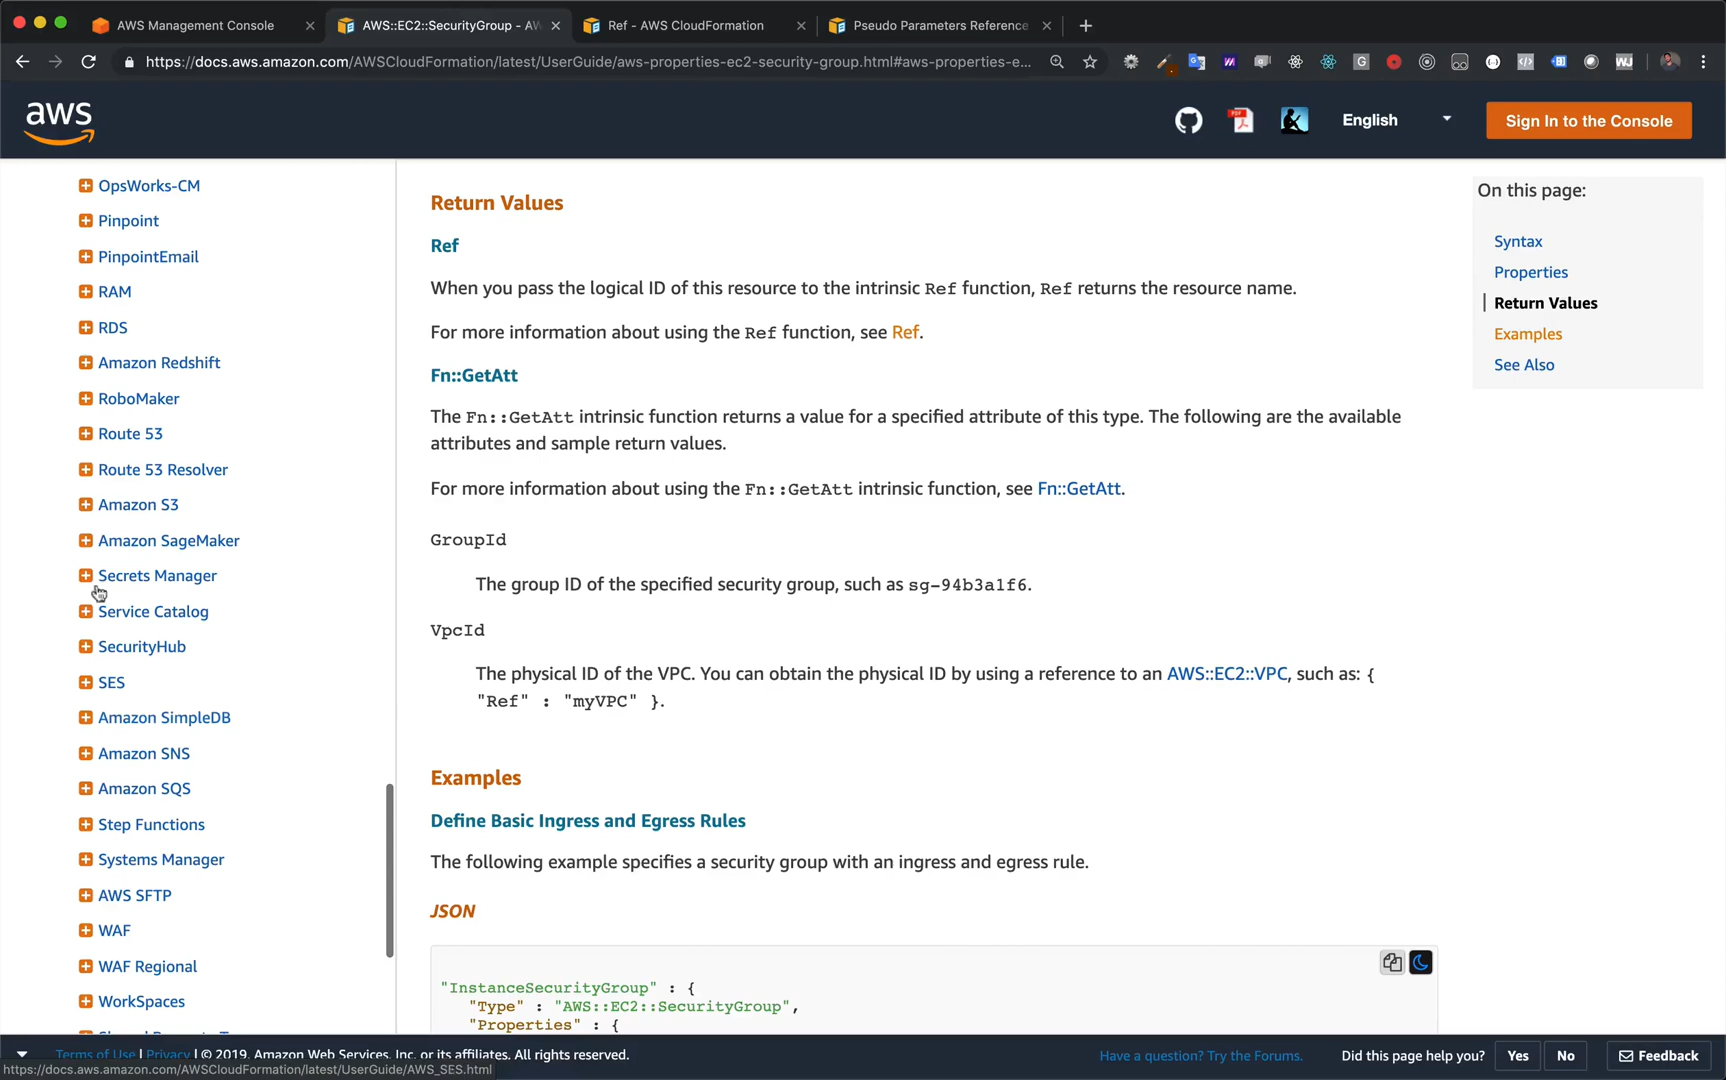 AWS Management Console
AWS::EC2::SecurityGroup - AW
Ref - AWS CloudFormation
Pseudo Parameters Reference
https://docs.aws.amazon.com/AWSCloudFormation/latest/UserGuide/aws-properties-ec2-security-group.html#aws-properties-e...
aws
English
Sign In to the Console
OpsWorks-CM
Pinpoint
PinpointEmail
RAM
RDS
Amazon Redshift
RoboMaker
Route 53
Route 53 Resolver
Amazon S3
Amazon SageMaker
Secrets Manager
Service Catalog
SecurityHub
SES
Amazon SimpleDB
Amazon SNS
Amazon SQS
Step Functions
Systems Manager
AWS SFTP
WAF
WAF Regional
WorkSpaces
Return Values
Ref
When you pass the logical ID of this resource to the intrinsic Ref function, Ref returns the resource name.
For more information about using the Ref function, see Ref.
Fn::GetAtt
The Fn::GetAtt intrinsic function returns a value for a specified attribute of this type. The following are the available
attributes and sample return values.
For more information about using the Fn::GetAtt intrinsic function, see Fn::GetAtt.
GroupId
The group ID of the specified security group, such as sg-94b3a1f6.
VpcId
The physical ID of the VPC. You can obtain the physical ID by using a reference to an AWS::EC2::VPC, such as: {
"Ref" : "myVPC" }.
Examples
Define Basic Ingress and Egress Rules
The following example specifies a security group with an ingress and egress rule.
JSON
"InstanceSecurityGroup" : {
"Type" : "AWS::EC2::SecurityGroup",
"Properties" : {
On this page:
Syntax
Properties
Return Values
Examples
See Also
Terms of Use | Privacy | © 2019, Amazon Web Services, Inc. or its affiliates. All rights reserved.
Have a question? Try the Forums.
Did this page help you?
Yes
No
Feedback
https://docs.aws.amazon.com/AWSCloudFormation/latest/UserGuide/AWS_SES.html